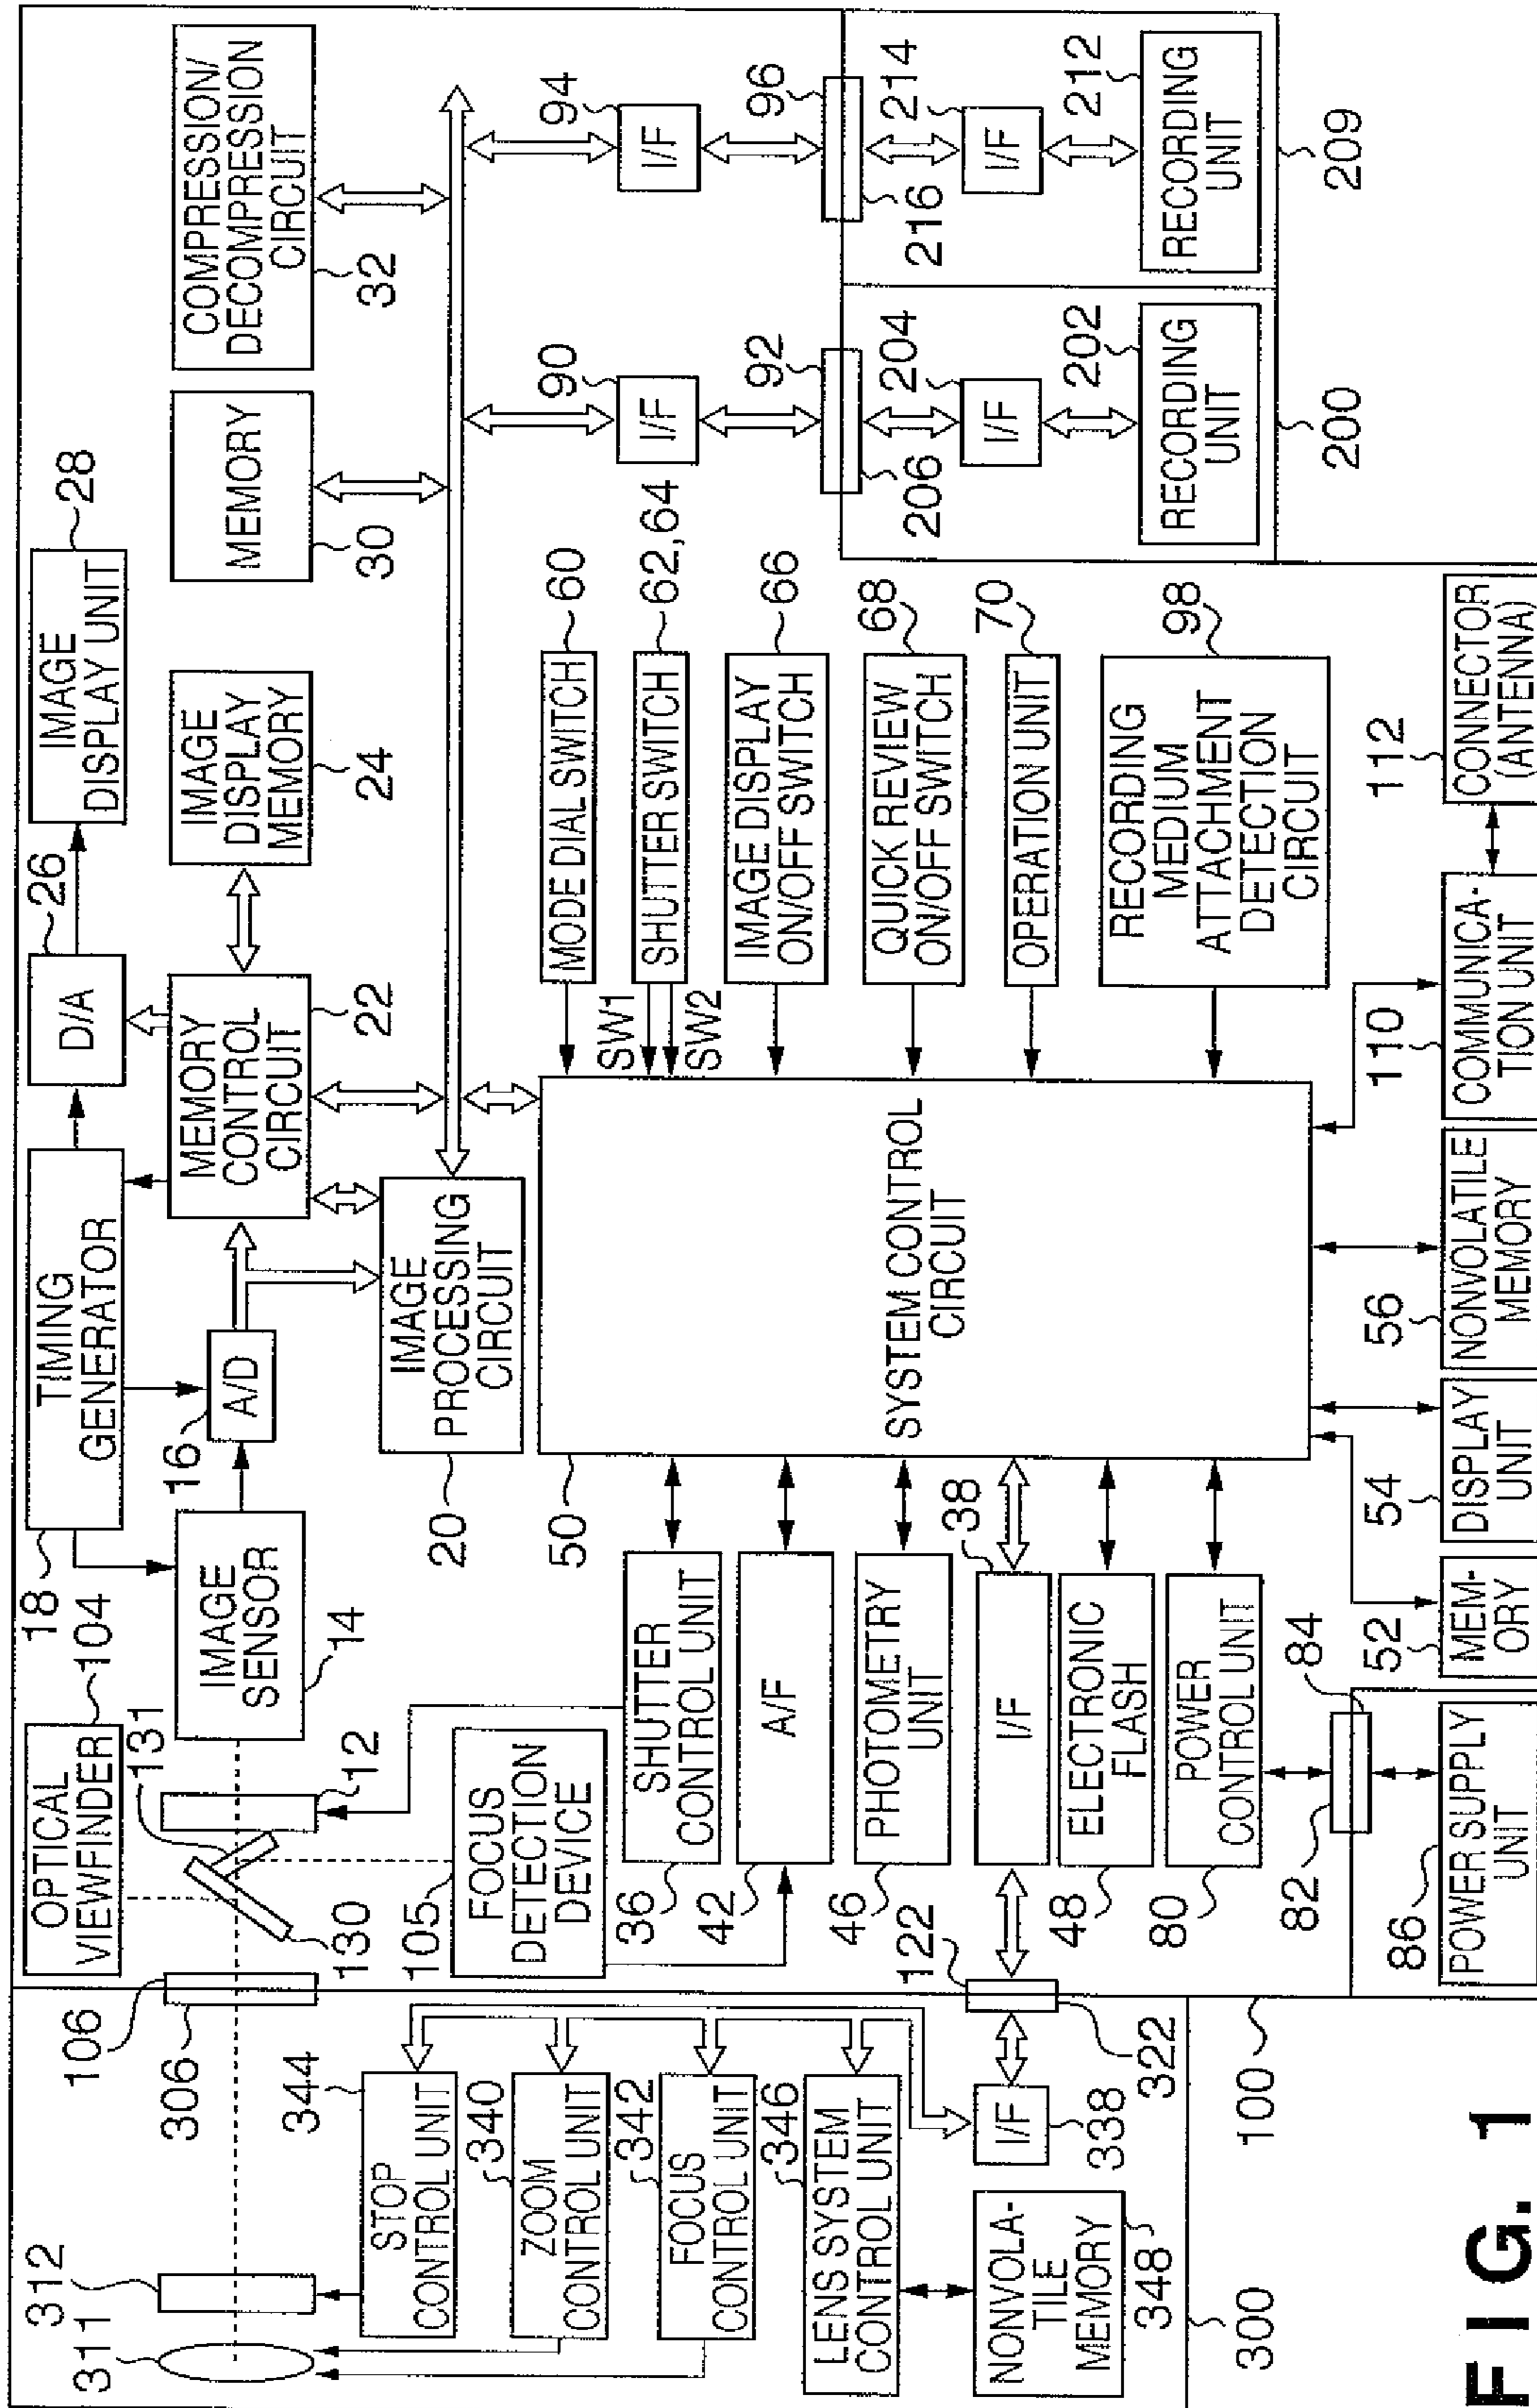 311
312
STOP
CONTROL UNIT
344
ZOOM
CONTROL UNIT
340
FOCUS
CONTROL UNIT
342
LENS SYSTEM
CONTROL UNIT
346
NONVOLA-
TILE
MEMORY
348
I/F
338
300
306
106
322
122
100
OPTICAL
VIEWFINDER
104
130
131
12
IMAGE
SENSOR
14
FOCUS
DETECTION
DEVICE
105
18
TIMING
GENERATOR
16
A/D
D/A
26
IMAGE
DISPLAY UNIT
28
MEMORY
CONTROL
CIRCUIT
22
IMAGE
DISPLAY
MEMORY
24
MEMORY
30
COMPRESSION/
DECOMPRESSION
CIRCUIT
32
IMAGE
PROCESSING
CIRCUIT
20
SHUTTER
CONTROL UNIT
36
A/F
42
PHOTOMETRY
UNIT
46
I/F
38
ELECTRONIC
FLASH
48
POWER
CONTROL UNIT
80
82
84
POWER SUPPLY
UNIT
86
50
SYSTEM CONTROL
CIRCUIT
MODE DIAL SWITCH
60
SW1
SW2
SHUTTER SWITCH
62,64
IMAGE DISPLAY
ON/OFF SWITCH
66
QUICK REVIEW
ON/OFF SWITCH
68
OPERATION UNIT
70
RECORDING
MEDIUM
ATTACHMENT
DETECTION
CIRCUIT
98
52
MEM-
ORY
54
DISPLAY
UNIT
56
NONVOLATILE
MEMORY
110
COMMUNICA-
TION UNIT
112
CONNECTOR
(ANTENNA)
I/F
90
92
206
I/F
204
RECORDING
UNIT
202
200
I/F
94
96
216
I/F
214
RECORDING
UNIT
212
209
FIG. 1